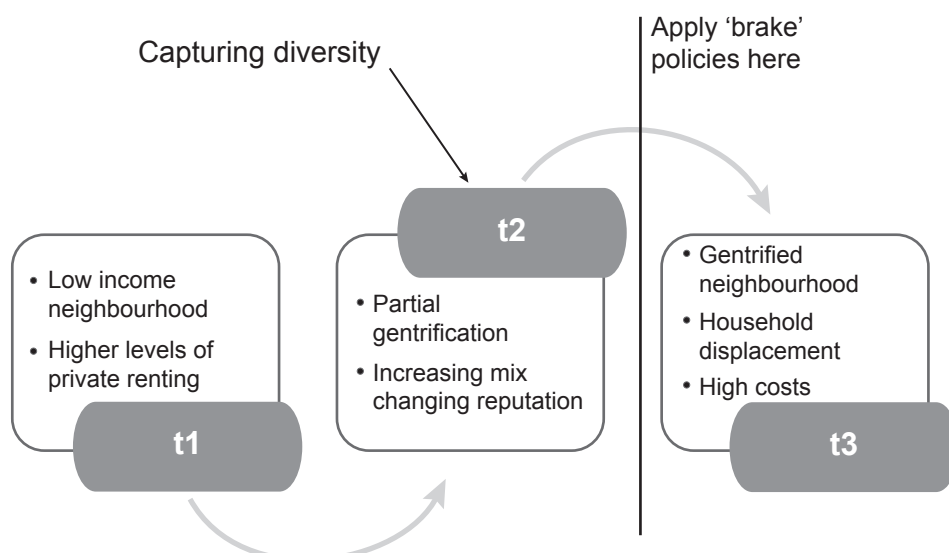 Capturing diversity
Apply ‘brake’
policies here
t1
• Low income
neighbourhood
• Higher levels of
private renting
t2
• Partial
gentrification
• Increasing mix
changing reputation
• Gentrified
neighbourhood
• Household
displacement
• High costs
t3